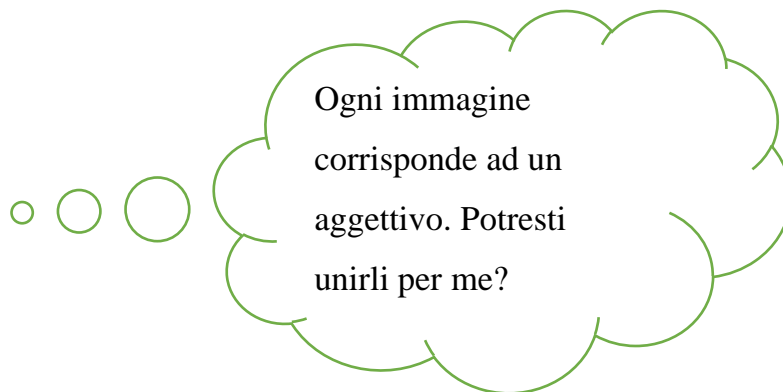 Ogni immagine
corrisponde ad un
aggettivo. Potresti
unirli per me?